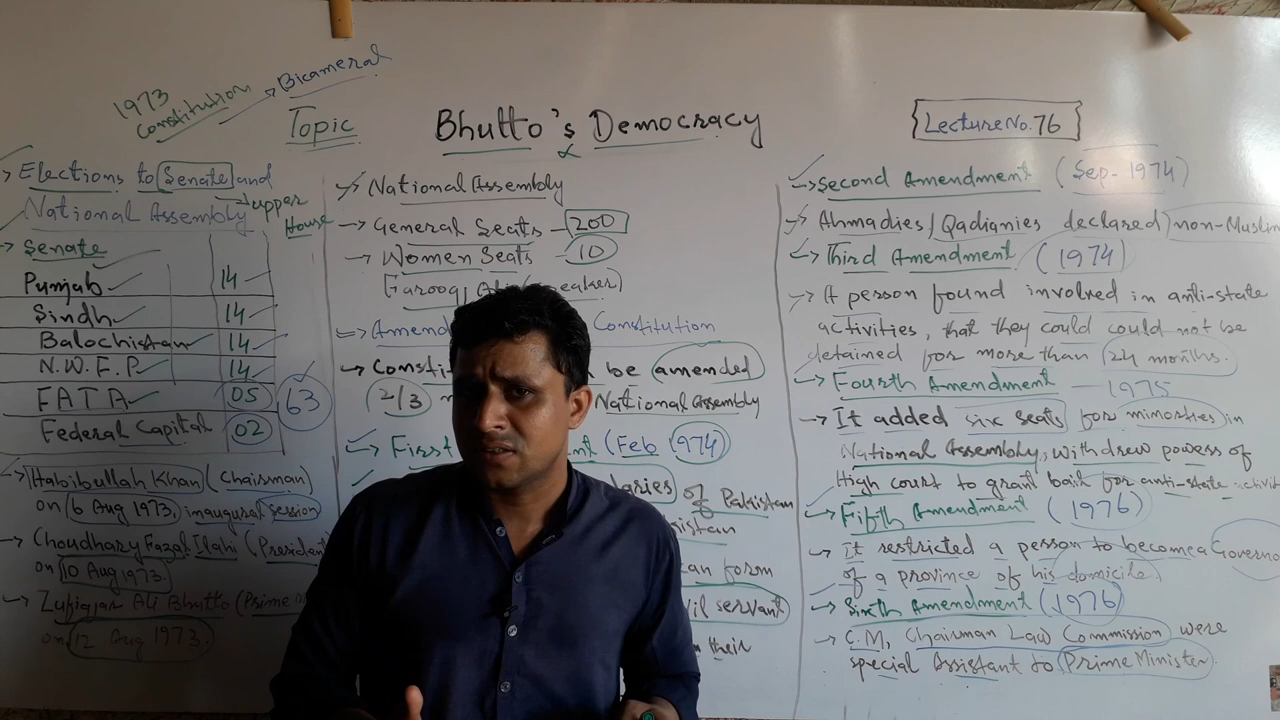 1973
Constitution → Bicameral
Topic
Bhutto's Democracy
Lecture No. 76
→ Elections to Senate and
National Assembly
→ upper
House
→ Senate
Punjab 14
Sindh 14
Balochistan 14
N.W.F.P 14
FATA 05
Federal Capital 02
63
Habibullah Khan (Chairman)
on 6 Aug 1973, inaugural session
→ Choudhary Fazal Ilahi (President
on 10 Aug 1973.
→ Zulfiqar Ali Bhutto (Prime
on 12 Aug 1973.
→ National Assembly
→ General Seats - 200
→ Women Seats - 10
Farooq
→ Amend Constitution
→ Consti be amended
2/3 National Assembly
→ First (Feb 1974)
of Pakistan
can form
servant
their
→ Second Amendment (Sep-1974)
→ Ahmadies/Qadianies declared non-Muslim
→ Third Amendment (1974)
→ A person found involved in anti-state
activities, that they could could not be
detained for more than 24 months.
→ Fourth Amendment - 1975
→ It added six seats for minorties in
National Assembly, withdrew powers of
High court to grant bail for anti-state activit
→ Fifth Amendment (1976)
→ It restricted a person to become a Governo
of a province of his domicile.
→ Sixth Amendment (1976)
→ C.M, Chairman Law Commission were
special Assistant to Prime Minister.